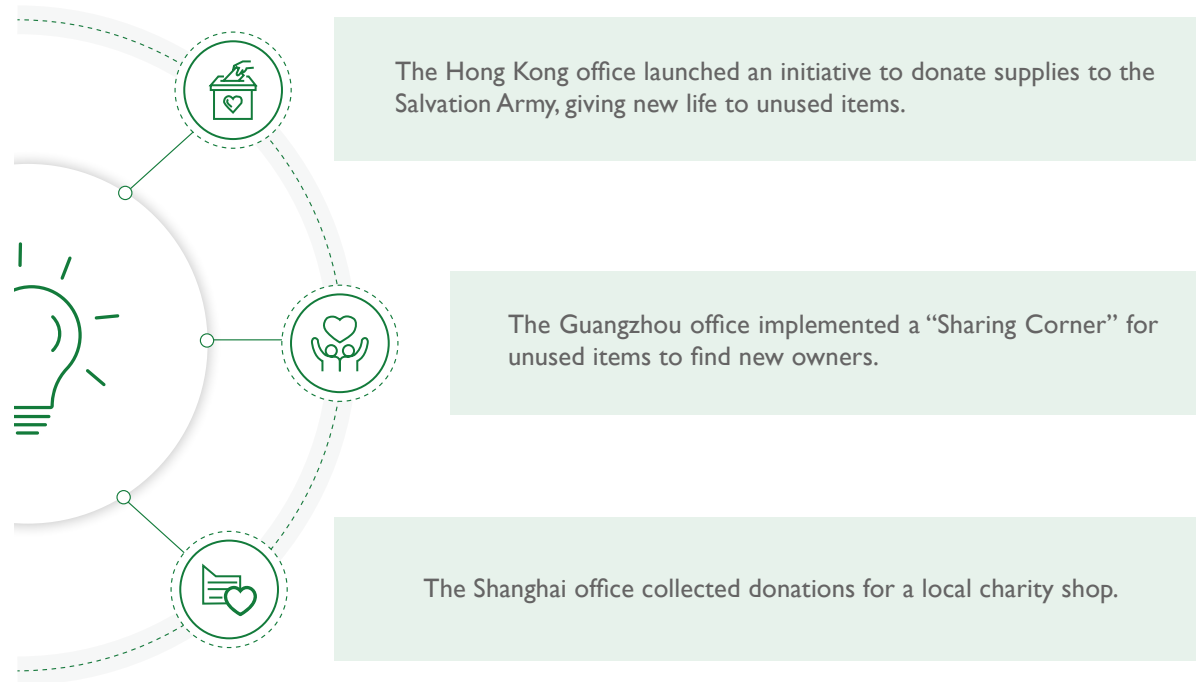 The Hong Kong office launched an initiative to donate supplies to the
Salvation Army, giving new life to unused items.
The Guangzhou office implemented a “Sharing Corner” for
unused items to find new owners.
The Shanghai office collected donations for a local charity shop.